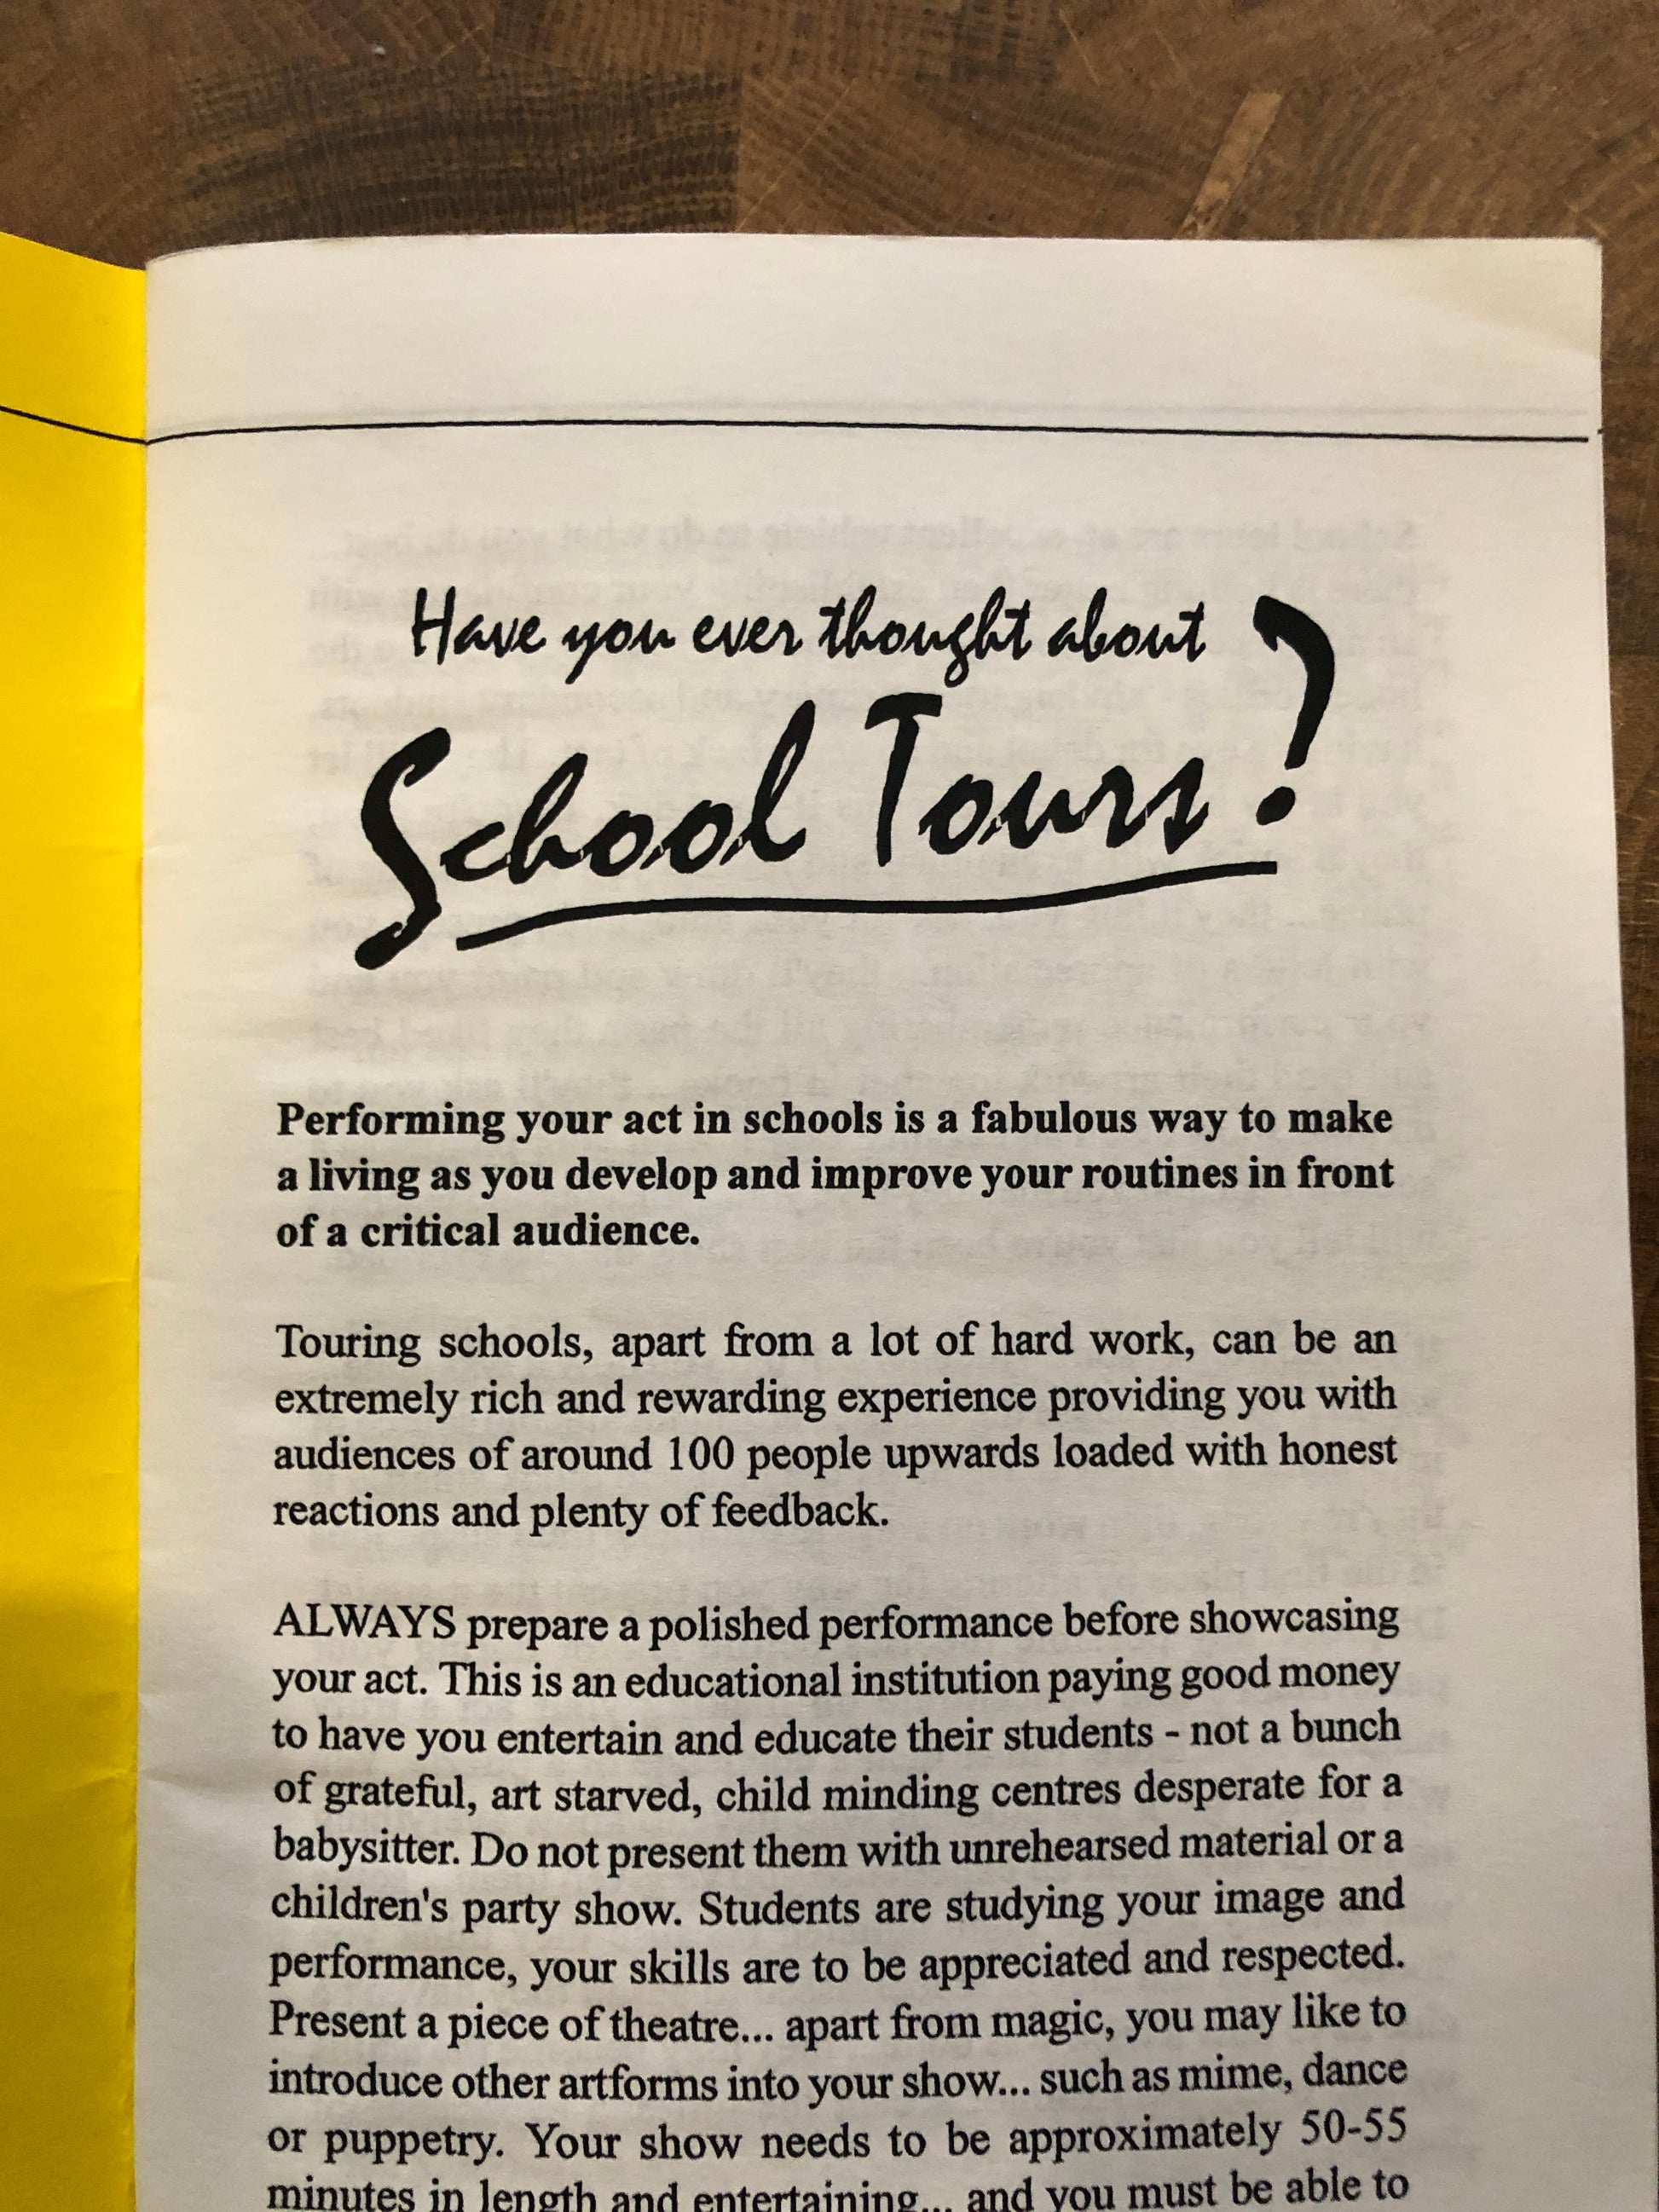 Have you ever thought about
School Tours?
Performing your act in schools is a fabulous way to make
a living as you develop and improve your routines in front
of a critical audience.
Touring schools, apart from a lot of hard work, can be an
extremely rich and rewarding experience providing you with
audiences of around 100 people upwards loaded with honest
reactions and plenty of feedback.
ALWAYS prepare a polished performance before showcasing
your act. This is an educational institution paying good money
to have you entertain and educate their students - not a bunch
of grateful, art starved, child minding centres desperate for a
babysitter. Do not present them with unrehearsed material or a
children's party show. Students are studying your image and
performance, your skills are to be appreciated and respected.
Present a piece of theatre... apart from magic, you may like to
introduce other artforms into your show... such as mime, dance
or puppetry. Your show needs to be approximately 50-55
minutes in length and entertaining... and you must be able to